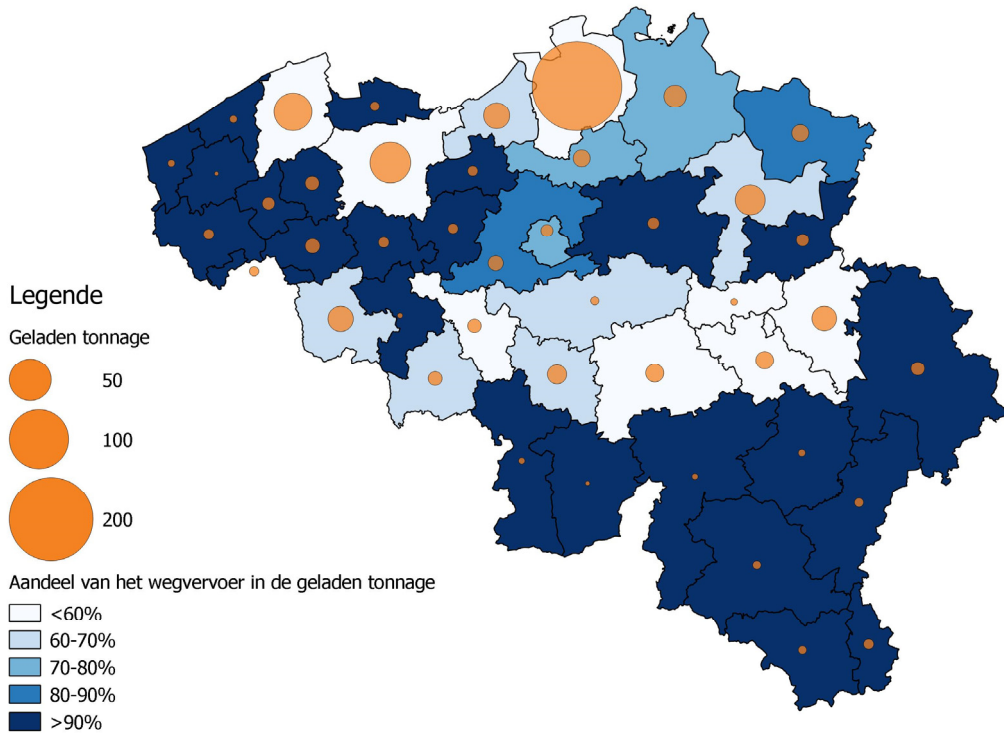 Legende
Geladen tonnage
50
100
200
Aandeel van het wegvervoer in de geladen tonnage
<60%
60-70%
70-80%
80-90%
>90%